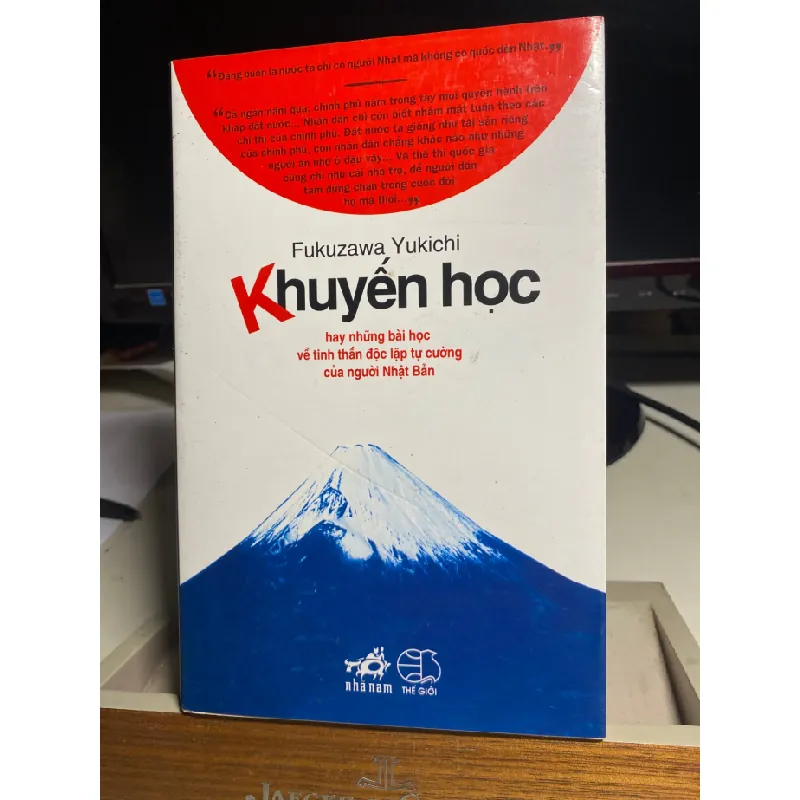 “Đáng buồn là nước ta chỉ có người Nhật mà không có quốc dân Nhật.”
“Cả ngàn năm qua, chính phủ nắm trong tay mọi quyền hành trên
khắp đất nước... Nhân dân chỉ còn biết nhắm mắt tuân theo các
chỉ thị của chính phủ. Đất nước ta giống như tài sản riêng
của chính phủ, còn nhân dân chẳng khác nào như những
người ăn nhờ ở đậu vậy... Và thế thì quốc gia
cũng chỉ như cái nhà trọ, để người dân
tạm dừng chân trong cuộc đời
họ mà thôi...”
Fukuzawa Yukichi
Khuyến học
hay những bài học
về tinh thần độc lập tự cường
của người Nhật Bản
nhã nam
THẾ GIỚI
JAEGER